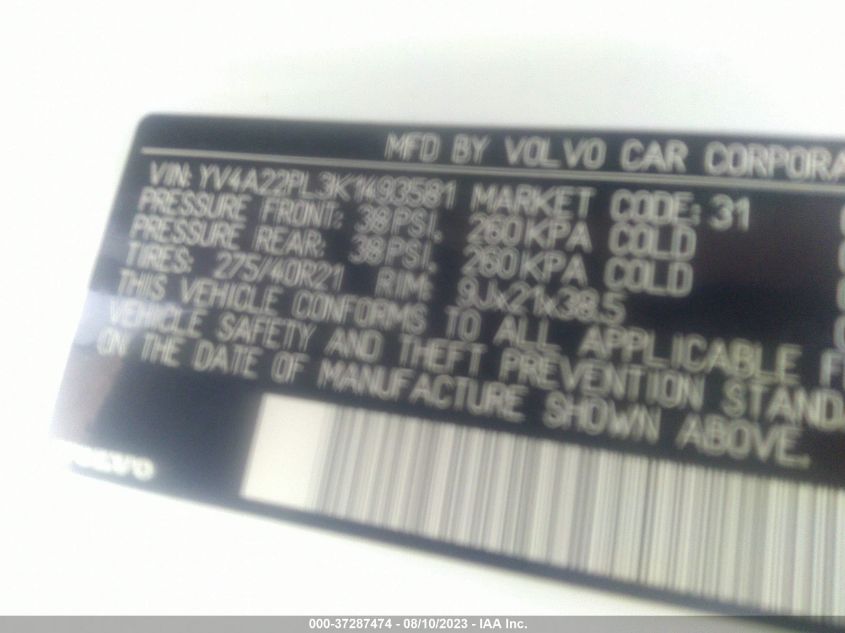 MFD BY VOLVO CAR CORPORA
VIN: YV4A22PL3K1493581 MARKET CODE: 31
PRESSURE FRONT: 38PSI, 260KPA COLD
PRESSURE REAR: 38PSI, 260KPA COLD
TIRES: 275/40R21 RIM: 9Jx21x38.5
THIS VEHICLE CONFORMS TO ALL APPLICABLE F
VEHICLE SAFETY AND THEFT PREVENTION STANDA
ON THE DATE OF MANUFACTURE SHOWN ABOVE.
VOLVO
000-37287474 - 08/10/2023 - IAA Inc.